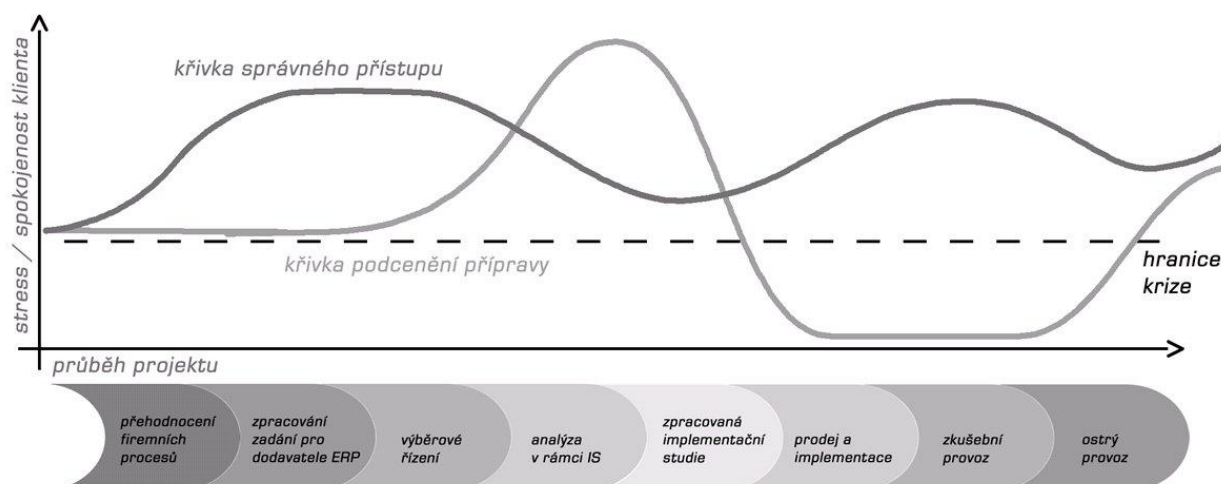 stress / spokojenost klienta
křivka správného přístupu
křivka podcenění přípravy
hranice
krize
průběh projektu
přehodnocení
firemních
procesů
zpracování
zadání pro
dodavatele ERP
výběrové
řízení
analýza
v rámci IS
zpracovaná
implementační
studie
prodej a
implementace
zkušební
provoz
ostrý
provoz